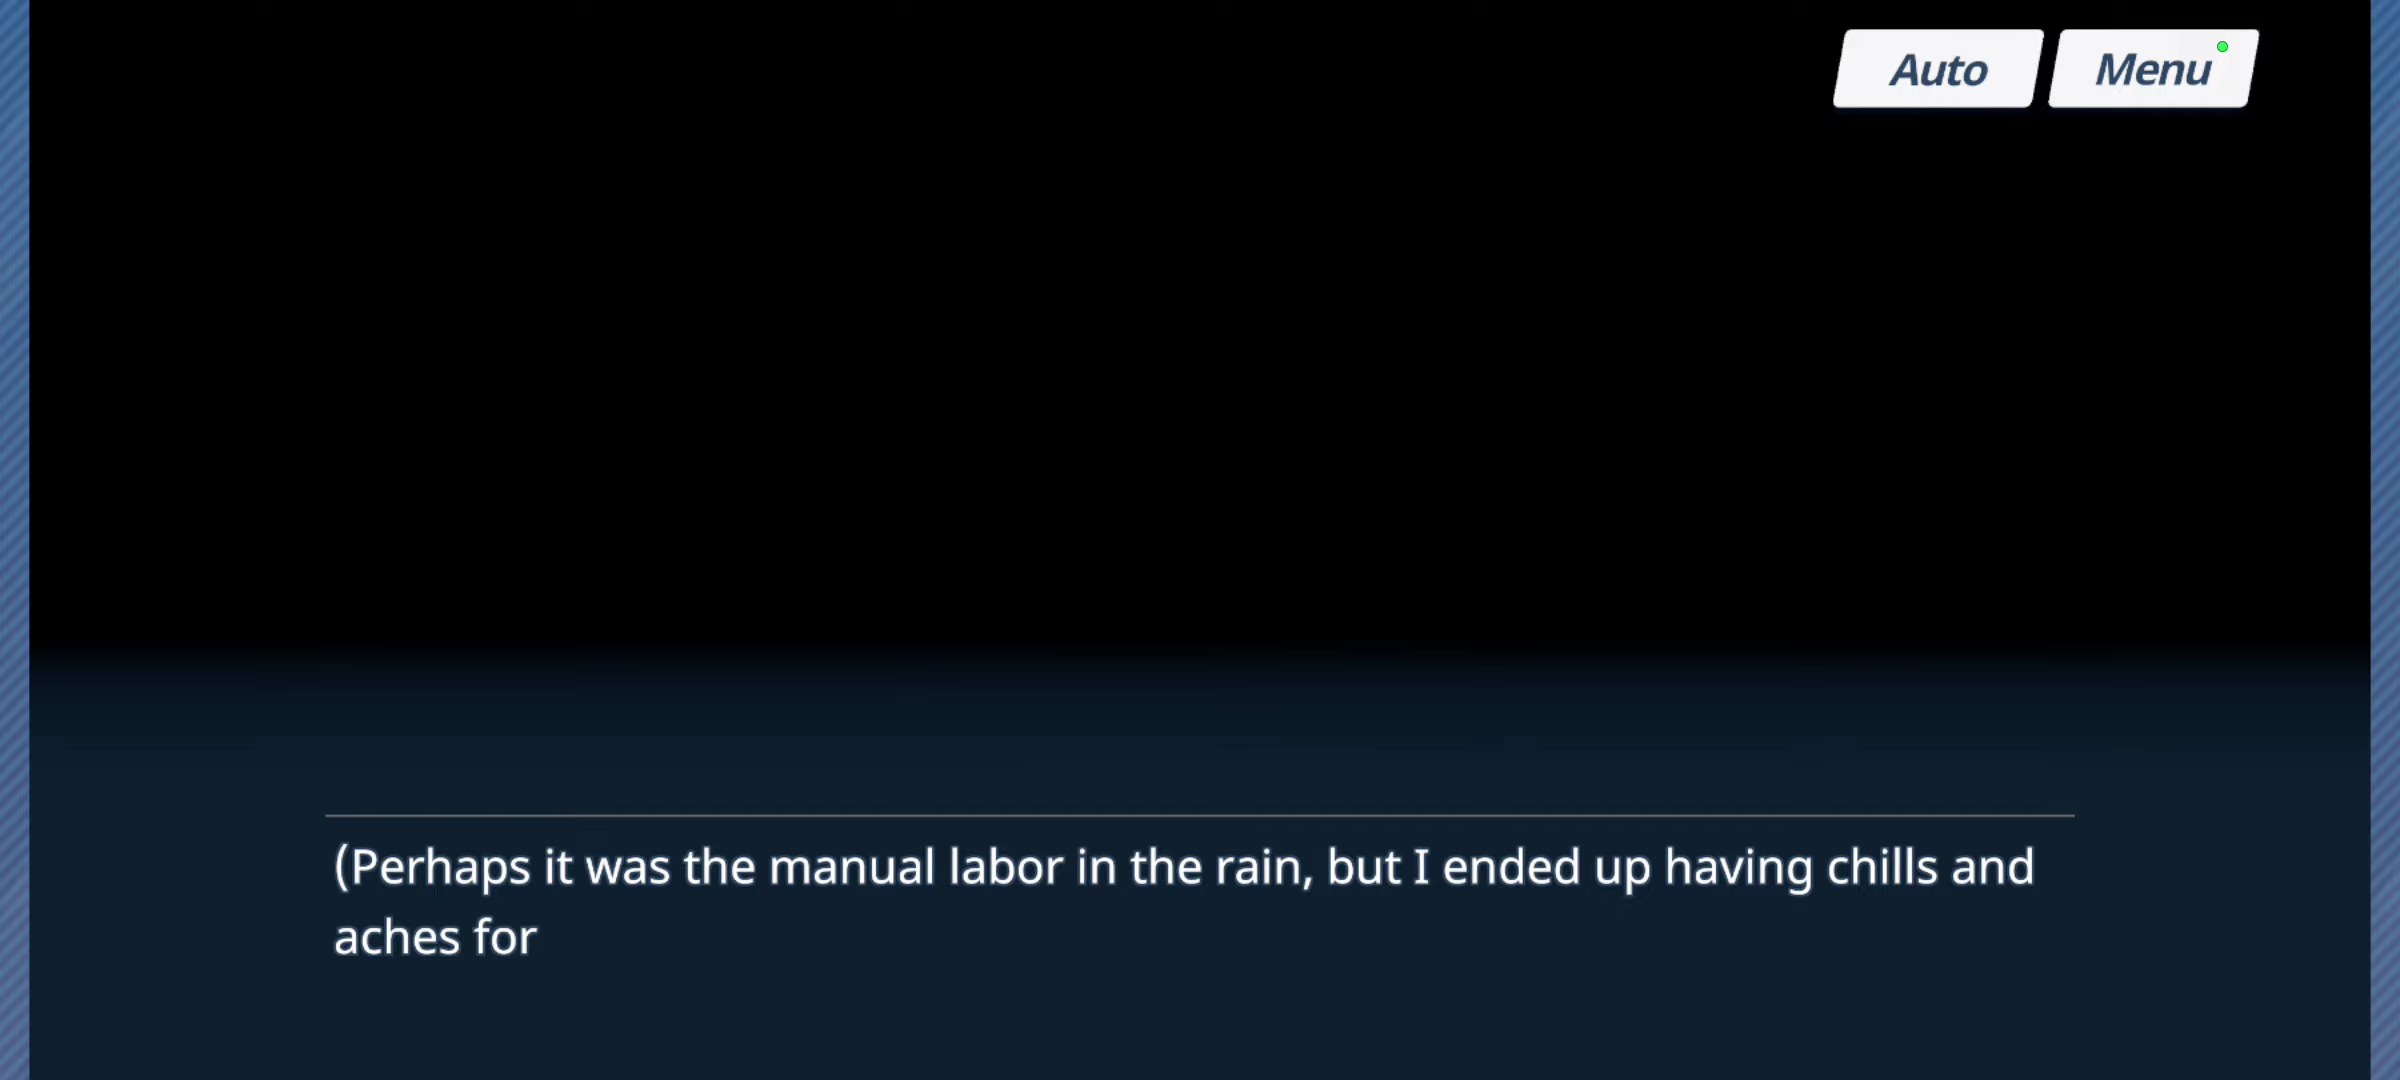 Auto Menu
(Perhaps it was the manual labor in the rain, but I ended up having chills and
aches for